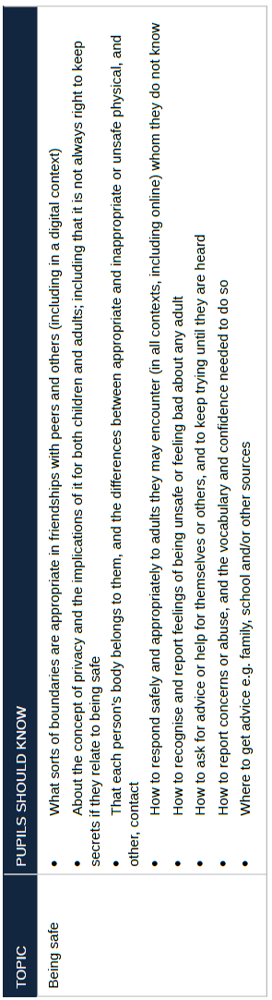 TOPIC
PUPILS SHOULD KNOW
Being safe
• What sorts of boundaries are appropriate in friendships with peers and others (including in a digital context)
• About the concept of privacy and the implications of it for both children and adults; including that it is not always right to keep
secrets if they relate to being safe
• That each person's body belongs to them, and the differences between appropriate and inappropriate or unsafe physical, and
other, contact
• How to respond safely and appropriately to adults they may encounter (in all contexts, including online) whom they do not know
• How to recognise and report feelings of being unsafe or feeling bad about any adult
• How to ask for advice or help for themselves or others, and to keep trying until they are heard
• How to report concerns or abuse, and the vocabulary and confidence needed to do so
• Where to get advice e.g. family, school and/or other sources